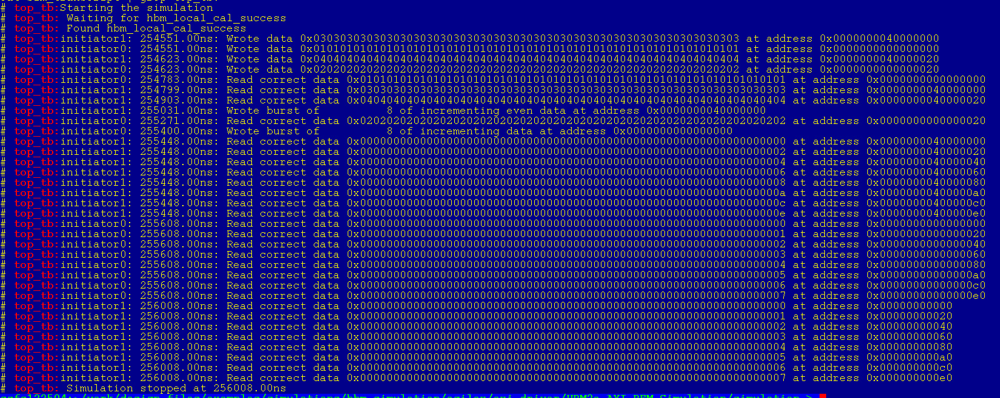 # top_tb:Starting the simulation
# top_tb: Waiting for hbm_local_cal_success
# top_tb: Found hbm_local_cal_success
# top_tb:initiator1: 254551.00ns: Wrote data 0x0303030303030303030303030303030303030303030303030303030303030303 at address 0x0000000040000000
# top_tb:initiator0: 254551.00ns: Wrote data 0x0101010101010101010101010101010101010101010101010101010101010101 at address 0x0000000000000000
# top_tb:initiator1: 254623.00ns: Wrote data 0x0404040404040404040404040404040404040404040404040404040404040404 at address 0x0000000040000020
# top_tb:initiator0: 254623.00ns: Wrote data 0x0202020202020202020202020202020202020202020202020202020202020202 at address 0x0000000000000020
# top_tb:initiator0: 254783.00ns: Read correct data 0x0101010101010101010101010101010101010101010101010101010101010101 at address 0x0000000000000000
# top_tb:initiator1: 254799.00ns: Read correct data 0x0303030303030303030303030303030303030303030303030303030303030303 at address 0x0000000040000000
# top_tb:initiator1: 254903.00ns: Read correct data 0x0404040404040404040404040404040404040404040404040404040404040404 at address 0x0000000040000020
# top_tb:initiator1: 255031.00ns: Wrote burst of          8 of incrementing even data at address 0x0000000040000000
# top_tb:initiator0: 255271.00ns: Read correct data 0x0202020202020202020202020202020202020202020202020202020202020202 at address 0x0000000000000020
# top_tb:initiator0: 255400.00ns: Wrote burst of          8 of incrementing data at address 0x0000000000000000
# top_tb:initiator1: 255448.00ns: Read correct data 0x0000000000000000000000000000000000000000000000000000000000000000 at address 0x0000000040000000
# top_tb:initiator1: 255448.00ns: Read correct data 0x0000000000000000000000000000000000000000000000000000000000000002 at address 0x0000000040000020
# top_tb:initiator1: 255448.00ns: Read correct data 0x0000000000000000000000000000000000000000000000000000000000000004 at address 0x0000000040000040
# top_tb:initiator1: 255448.00ns: Read correct data 0x0000000000000000000000000000000000000000000000000000000000000006 at address 0x0000000040000060
# top_tb:initiator1: 255448.00ns: Read correct data 0x0000000000000000000000000000000000000000000000000000000000000008 at address 0x0000000040000080
# top_tb:initiator1: 255448.00ns: Read correct data 0x000000000000000000000000000000000000000000000000000000000000000a at address 0x00000000400000a0
# top_tb:initiator1: 255448.00ns: Read correct data 0x000000000000000000000000000000000000000000000000000000000000000c at address 0x00000000400000c0
# top_tb:initiator1: 255448.00ns: Read correct data 0x000000000000000000000000000000000000000000000000000000000000000e at address 0x00000000400000e0
# top_tb:initiator0: 255608.00ns: Read correct data 0x0000000000000000000000000000000000000000000000000000000000000000 at address 0x0000000000000000
# top_tb:initiator0: 255608.00ns: Read correct data 0x0000000000000000000000000000000000000000000000000000000000000001 at address 0x0000000000000020
# top_tb:initiator0: 255608.00ns: Read correct data 0x0000000000000000000000000000000000000000000000000000000000000002 at address 0x0000000000000040
# top_tb:initiator0: 255608.00ns: Read correct data 0x0000000000000000000000000000000000000000000000000000000000000003 at address 0x0000000000000060
# top_tb:initiator0: 255608.00ns: Read correct data 0x0000000000000000000000000000000000000000000000000000000000000004 at address 0x0000000000000080
# top_tb:initiator0: 255608.00ns: Read correct data 0x0000000000000000000000000000000000000000000000000000000000000005 at address 0x00000000000000a0
# top_tb:initiator0: 255608.00ns: Read correct data 0x0000000000000000000000000000000000000000000000000000000000000006 at address 0x00000000000000c0
# top_tb:initiator0: 255608.00ns: Read correct data 0x0000000000000000000000000000000000000000000000000000000000000007 at address 0x00000000000000e0
# top_tb:initiator1: 256008.00ns: Read correct data 0x0000000000000000000000000000000000000000000000000000000000000000 at address 0x00000000000
# top_tb:initiator1: 256008.00ns: Read correct data 0x0000000000000000000000000000000000000000000000000000000000000001 at address 0x00000000020
# top_tb:initiator1: 256008.00ns: Read correct data 0x0000000000000000000000000000000000000000000000000000000000000002 at address 0x00000000040
# top_tb:initiator1: 256008.00ns: Read correct data 0x0000000000000000000000000000000000000000000000000000000000000003 at address 0x00000000060
# top_tb:initiator1: 256008.00ns: Read correct data 0x0000000000000000000000000000000000000000000000000000000000000004 at address 0x00000000080
# top_tb:initiator1: 256008.00ns: Read correct data 0x0000000000000000000000000000000000000000000000000000000000000005 at address 0x000000000a0
# top_tb:initiator1: 256008.00ns: Read correct data 0x0000000000000000000000000000000000000000000000000000000000000006 at address 0x000000000c0
# top_tb:initiator1: 256008.00ns: Read correct data 0x0000000000000000000000000000000000000000000000000000000000000007 at address 0x000000000e0
# top_tb: Simulation stopped at 256008.00ns